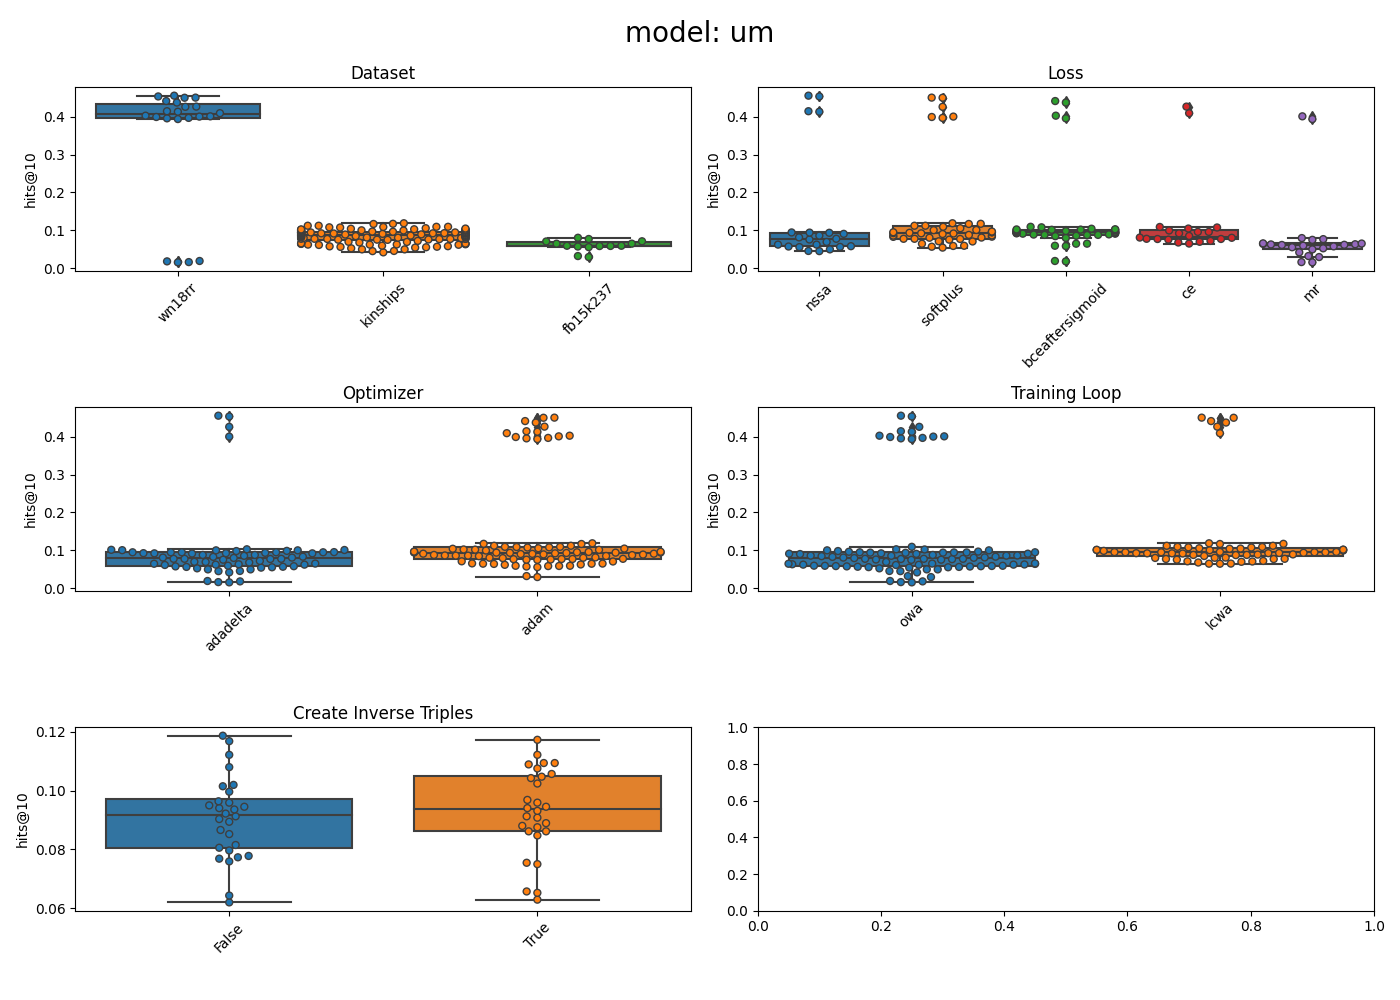 model: um
Dataset
hits@10
0.4
0.3
0.2
0.1
0.0
wn18rr
kinships
fb15k237
Loss
hits@10
0.4
0.3
0.2
0.1
0.0
nssa
softplus
bceaftersigmoid
ce
mr
Optimizer
hits@10
0.4
0.3
0.2
0.1
0.0
adadelta
adam
Training Loop
hits@10
0.4
0.3
0.2
0.1
0.0
owa
lcwa
Create Inverse Triples
hits@10
0.12
0.10
0.08
0.06
False
True
1.0
0.8
0.6
0.4
0.2
0.0
0.0 0.2 0.4 0.6 0.8 1.0